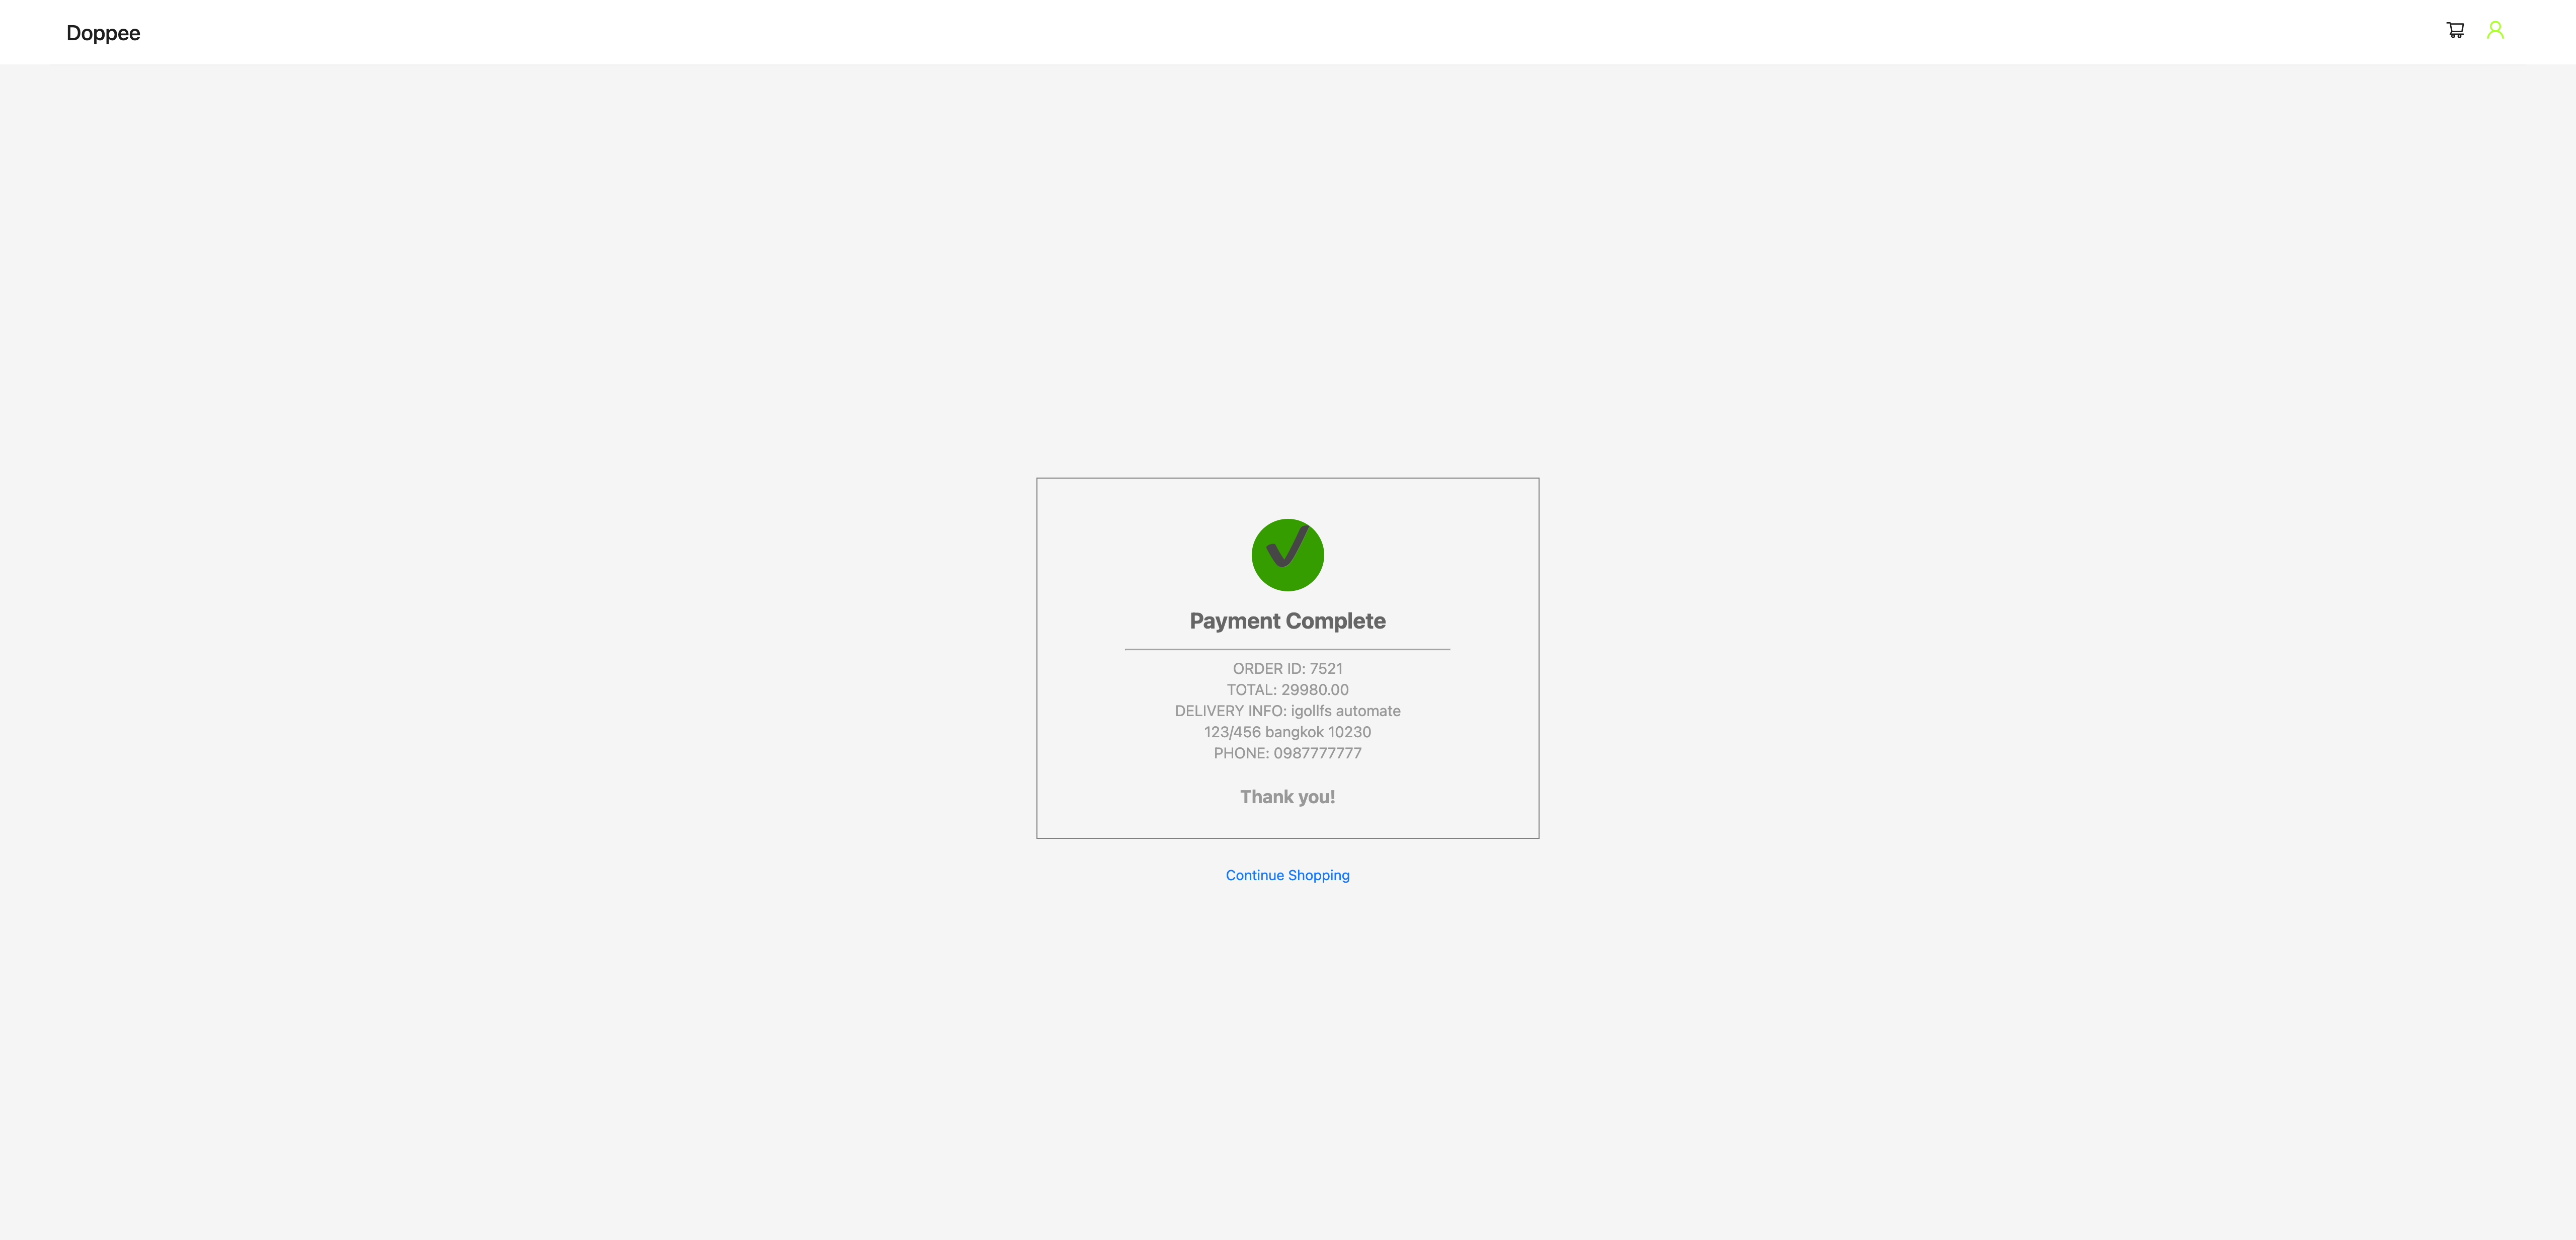 Doppee
Payment Complete
ORDER ID: 7521
TOTAL: 29980.00
DELIVERY INFO: igollfs automate
123/456 bangkok 10230
PHONE: 0987777777
Thank you!
Continue Shopping